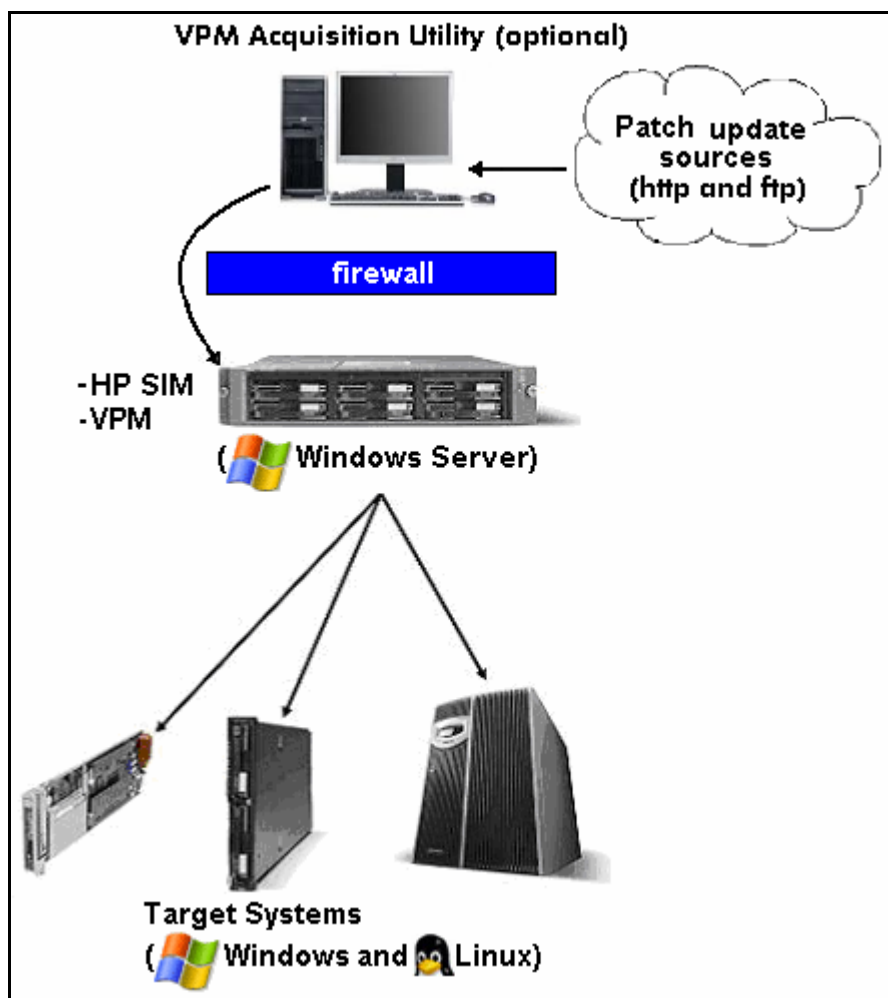 VPM Acquisition Utility (optional)
Patch update
sources
(http and ftp)
firewall
-HP SIM
-VPM
( Windows Server)
Target Systems
( Windows and Linux)